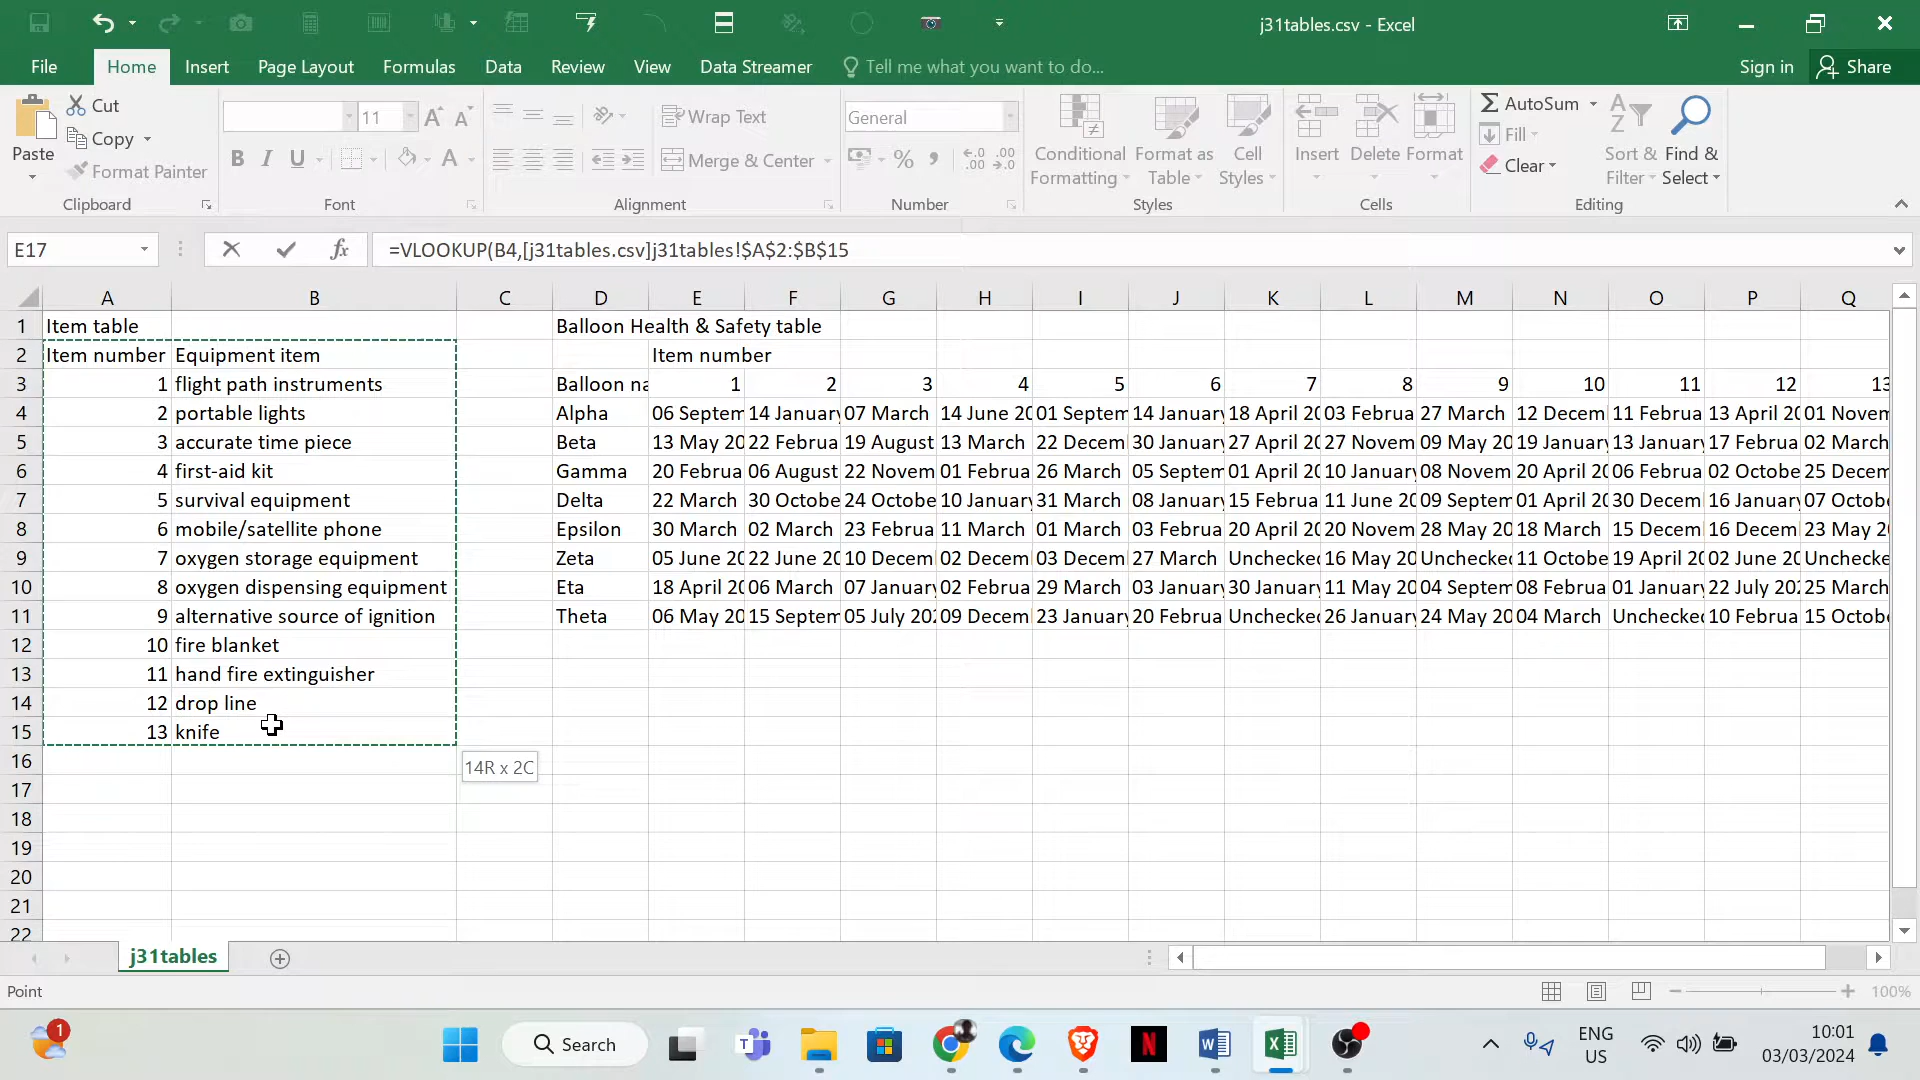 j31tables.csv - Excel
File Home Insert Page Layout Formulas Data Review View Data Streamer Tell me what you want to do... Sign in Share
Paste Cut Copy Format Painter Clipboard
11 Font
Wrap Text Merge & Center Alignment
General Number
Conditional Formatting Format as Table Cell Styles Styles
Insert Delete Format Cells
AutoSum Fill Clear Sort & Filter Find & Select Editing
E17 fx =VLOOKUP(B4,[j31tables.csv]j31tables!$A$2:$B$15
A B C D E F G H I J K L M N O P Q
1 Item table Balloon Health & Safety table
2 Item number Equipment item Item number
3 1 flight path instruments Balloon na 1 2 3 4 5 6 7 8 9 10 11 12 13
4 2 portable lights Alpha 06 Septem 14 January 07 March 14 June 20 01 Septem 14 January 18 April 20 03 Februa 27 March 12 Decem 11 Februa 13 April 20 01 Novem
5 3 accurate time piece Beta 13 May 20 22 Februa 19 August 13 March 22 Decem 30 January 27 April 20 27 Novem 09 May 20 19 January 13 January 17 Februa 02 March
6 4 first-aid kit Gamma 20 Februa 06 August 22 Novem 01 Februa 26 March 05 Septem 01 April 20 10 January 08 Novem 20 April 20 06 Februa 02 Octobe 25 Decem
7 5 survival equipment Delta 22 March 30 Octobe 24 Octobe 10 January 31 March 08 January 15 Februa 11 June 20 09 Septem 01 April 20 30 Decem 16 January 07 Octobe
8 6 mobile/satellite phone Epsilon 30 March 02 March 23 Februa 11 March 01 March 03 Februa 20 April 20 20 Novem 28 May 20 18 March 15 Decem 16 Decem 23 May 20
9 7 oxygen storage equipment Zeta 05 June 20 22 June 20 10 Decem 02 Decem 03 Decem 27 March Unchecked 16 May 20 Unchecked 11 Octobe 19 April 20 02 June 20 Unchecked
10 8 oxygen dispensing equipment Eta 18 April 20 06 March 07 January 02 Februa 29 March 03 January 30 January 11 May 20 04 Septem 08 Februa 01 January 22 July 202 25 March
11 9 alternative source of ignition Theta 06 May 20 15 Septem 05 July 202 09 Decem 23 January 20 Februa Unchecked 26 January 24 May 20 04 March Unchecked 10 Februa 15 Octobe
12 10 fire blanket
13 11 hand fire extinguisher
14 12 drop line
15 13 knife
16
14R x 2C
17
18
19
20
21
22
j31tables
Point 100%
1 Search ENG US 10:01 03/03/2024